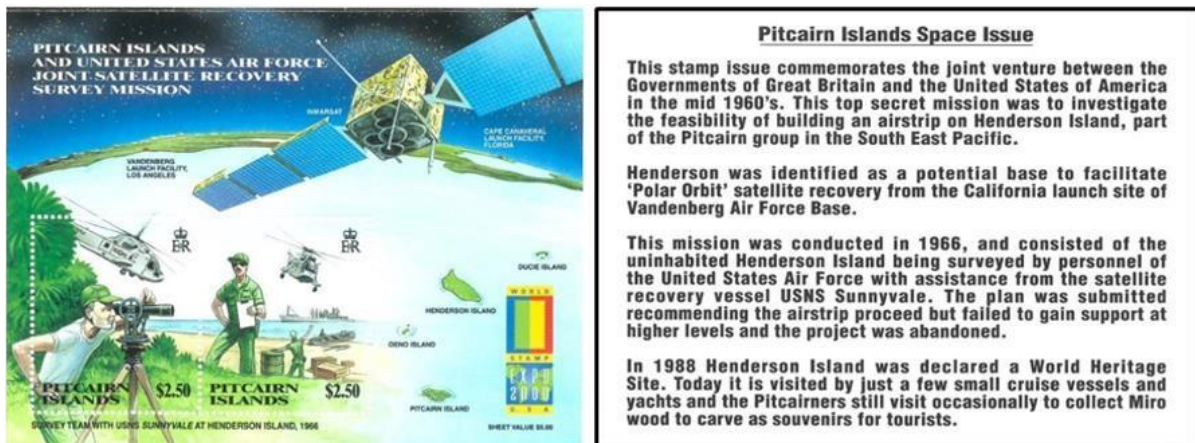 PITCAIRN ISLANDS
AND UNITED STATES AIR FORCE
JOINT SATELLITE RECOVERY
SURVEY MISSION
INMARSAT
CAPE CANAVERAL
LAUNCH FACILITY,
FLORIDA
VANDENBERG
LAUNCH FACILITY,
LOS ANGELES
E II R
E II R
DUCIE ISLAND
HENDERSON ISLAND
OENO ISLAND
PITCAIRN ISLAND
WORLD
STAMP
EXPO
2000
U.S.A
PITCAIRN
ISLANDS
$2.50
PITCAIRN
ISLANDS
$2.50
SURVEY TEAM WITH USNS SUNNYVALE AT HENDERSON ISLAND, 1966
SHEET VALUE $5.00
Pitcairn Islands Space Issue
This stamp issue commemorates the joint venture between the
Governments of Great Britain and the United States of America
in the mid 1960's. This top secret mission was to investigate
the feasibility of building an airstrip on Henderson Island, part
of the Pitcairn group in the South East Pacific.
Henderson was identified as a potential base to facilitate
'Polar Orbit' satellite recovery from the California launch site of
Vandenberg Air Force Base.
This mission was conducted in 1966, and consisted of the
uninhabited Henderson Island being surveyed by personnel
of the United States Air Force with assistance from the satellite
recovery vessel USNS Sunnyvale. The plan was submitted
recommending the airstrip proceed but failed to gain support at
higher levels and the project was abandoned.
In 1988 Henderson Island was declared a World Heritage
Site. Today it is visited by just a few small cruise vessels and
yachts and the Pitcairners still visit occasionally to collect Miro
wood to carve as souvenirs for tourists.